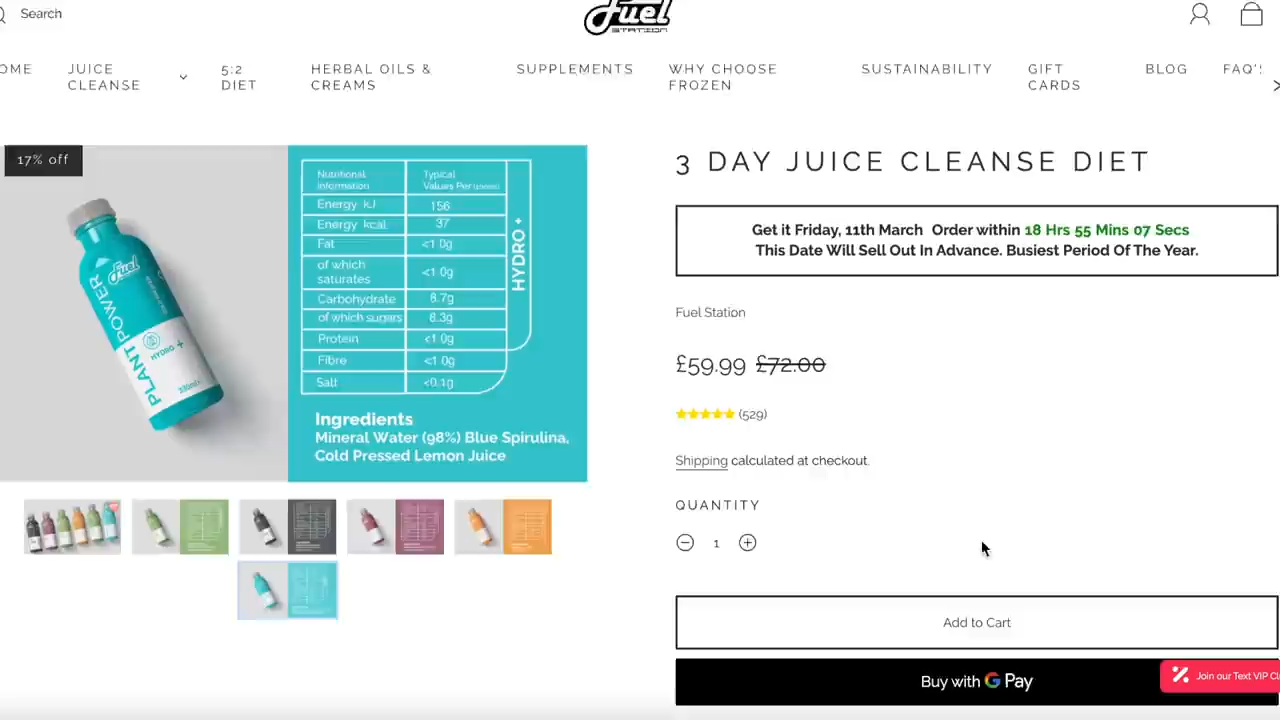 Search
Fuel
STATION
OME
JUICE
CLEANSE
5:2
DIET
HERBAL OILS &
CREAMS
SUPPLEMENTS
WHY CHOOSE
FROZEN
SUSTAINABILITY
GIFT
CARDS
BLOG
FAQ'
17% off
Fuel
PLANT POWER
HYDRO +
Nutritional
Information
Typical
Values Per
Energy kJ 156
Energy kcal 37
Fat <1.0g
of which
saturates <1.0g
Carbohydrate 8.7g
of which sugars 8.3g
Protein <1.0g
Fibre <1.0g
Salt <0.1g
HYDRO +
Ingredients
Mineral Water (98%) Blue Spirulina,
Cold Pressed Lemon Juice
3 DAY JUICE CLEANSE DIET
Get it Friday, 11th March Order within 18 Hrs 55 Mins 07 Secs
This Date Will Sell Out In Advance. Busiest Period Of The Year.
Fuel Station
£59.99 £72.00
(529)
Shipping calculated at checkout.
QUANTITY
1
Add to Cart
Buy with G Pay
Join our Text VIP Cl